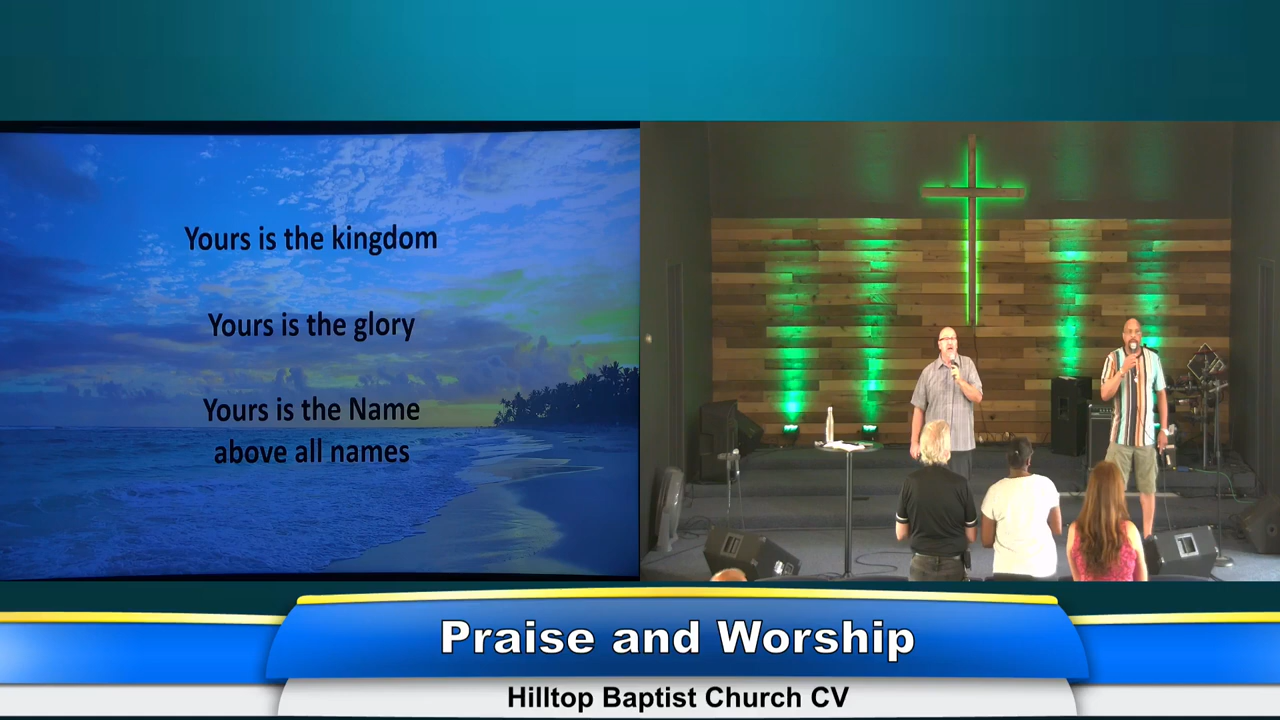 Yours is the kingdom
Yours is the glory
Yours is the Name
above all names
Praise and Worship
Hilltop Baptist Church CV